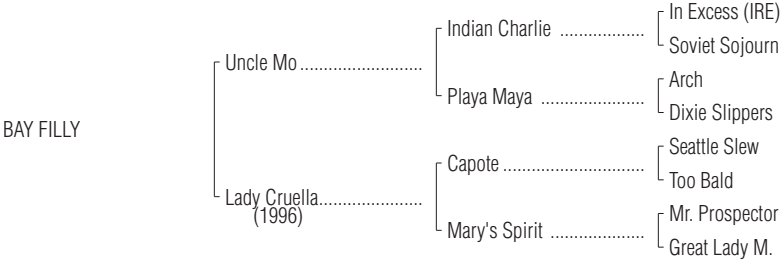 In Excess (IRE)
Indian Charlie ..................
Soviet Sojourn
Uncle Mo ..........................
Arch
Playa Maya ......................
Dixie Slippers
BAY FILLY
Seattle Slew
Capote ..............................
Too Bald
Lady Cruella......................
(1996)
Mr. Prospector
Mary's Spirit ....................
Great Lady M.